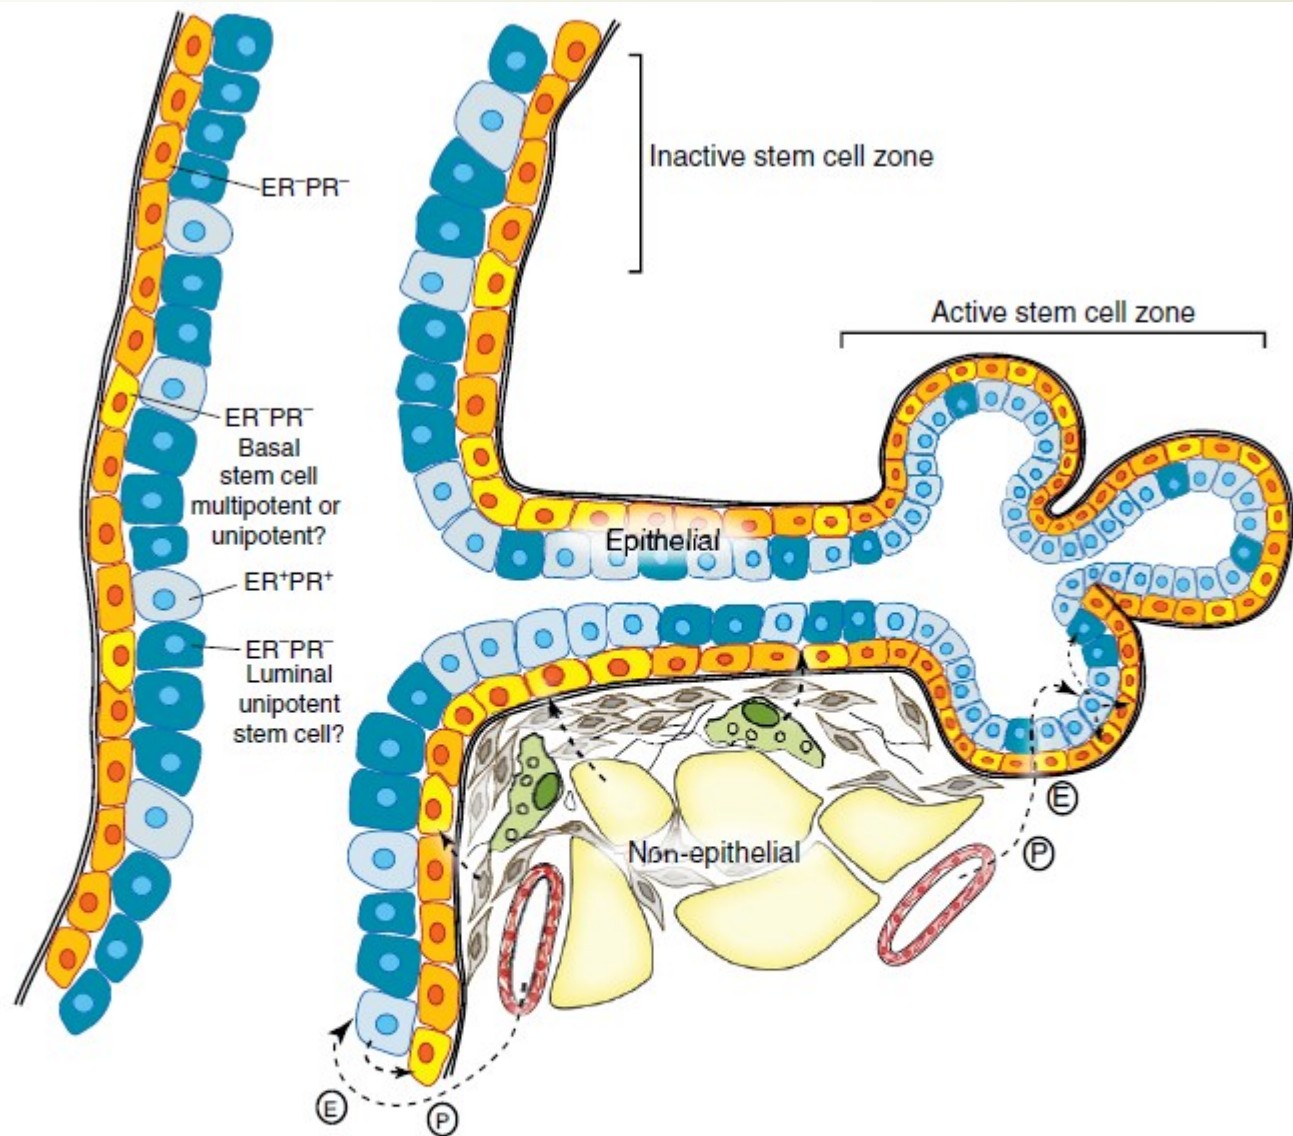 Inactive stem cell zone
ER⁻PR⁻
Active stem cell zone
ER⁻PR⁻
Basal
stem cell
multipotent or
unipotent?
Epithelial
ER⁺PR⁺
ER⁻PR⁻
Luminal
unipotent
stem cell?
E
P
Non-epithelial
E
P